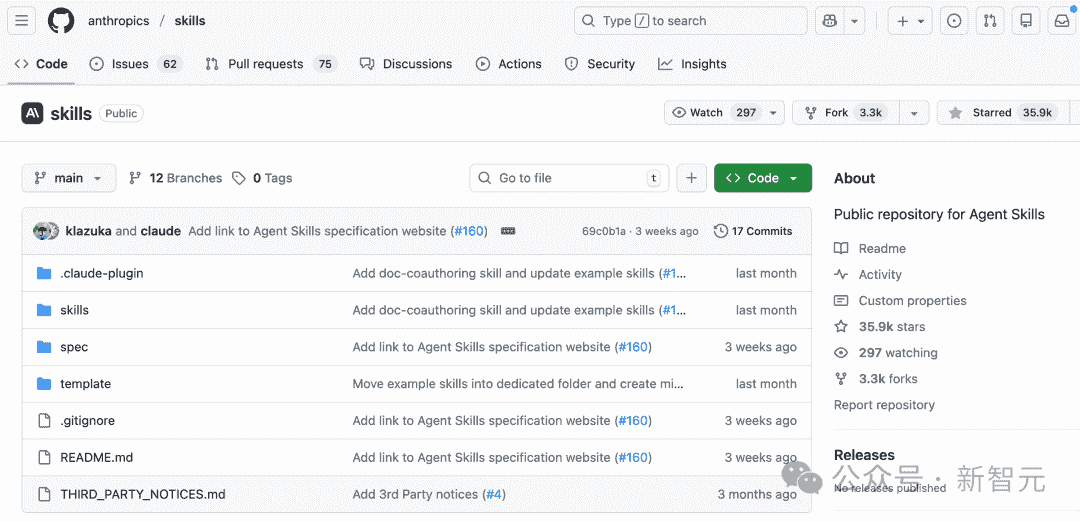 anthropics / skills
Type / to search
Code
Issues 62
Pull requests 75
Discussions
Actions
Security
Insights
skills Public
Watch 297
Fork 3.3k
Starred 35.9k
main
12 Branches
0 Tags
Go to file t
Code
klazuka and claude Add link to Agent Skills specification website (#160)
69c0b1a · 3 weeks ago
17 Commits
.claude-plugin Add doc-coauthoring skill and update example skills (#1... last month
skills Add doc-coauthoring skill and update example skills (#1... last month
spec Add link to Agent Skills specification website (#160) 3 weeks ago
template Move example skills into dedicated folder and create mi... last month
.gitignore Add link to Agent Skills specification website (#160) 3 weeks ago
README.md Add link to Agent Skills specification website (#160) 3 weeks ago
THIRD_PARTY_NOTICES.md Add 3rd Party notices (#4) 3 months ago
About
Public repository for Agent Skills
Readme
Activity
Custom properties
35.9k stars
297 watching
3.3k forks
Report repository
Releases
No releases published
公众号 · 新智元